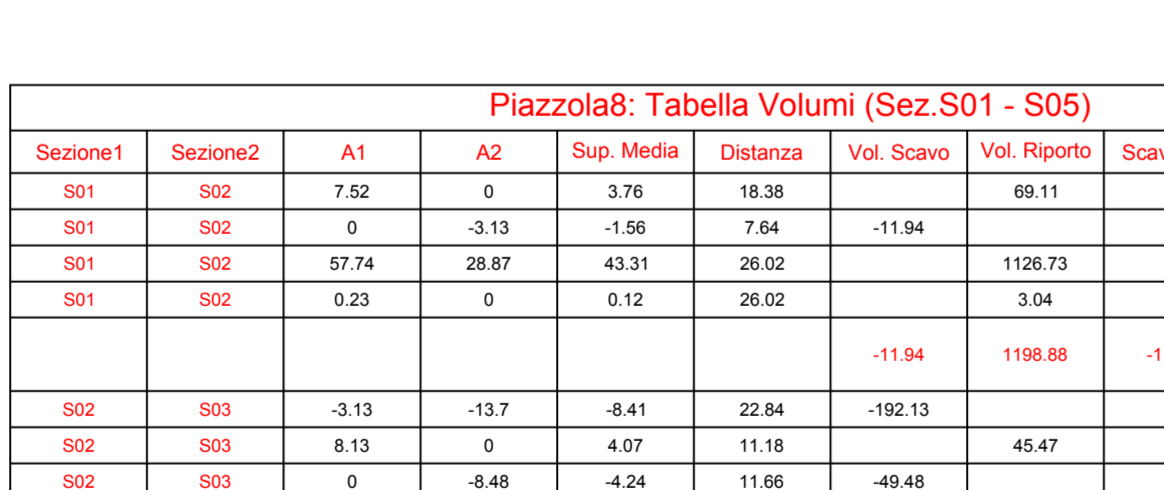 Piazzola8: Tabella Volumi (Sez.S01 - S05)
Sezione1 Sezione2 A1 A2 Sup. Media Distanza Vol. Scavo Vol. Riporto
S01 S02 7.52 0 3.76 18.38 69.11
S01 S02 0 -3.13 -1.56 7.64 -11.94
S01 S02 57.74 28.87 43.31 26.02 1126.73
S01 S02 0.23 0 0.12 26.02 3.04
-11.94 1198.88
S02 S03 -3.13 -13.7 -8.41 22.84 -192.13
S02 S03 8.13 0 4.07 11.18 45.47
S02 S03 0 -8.48 -4.24 11.66 -49.48